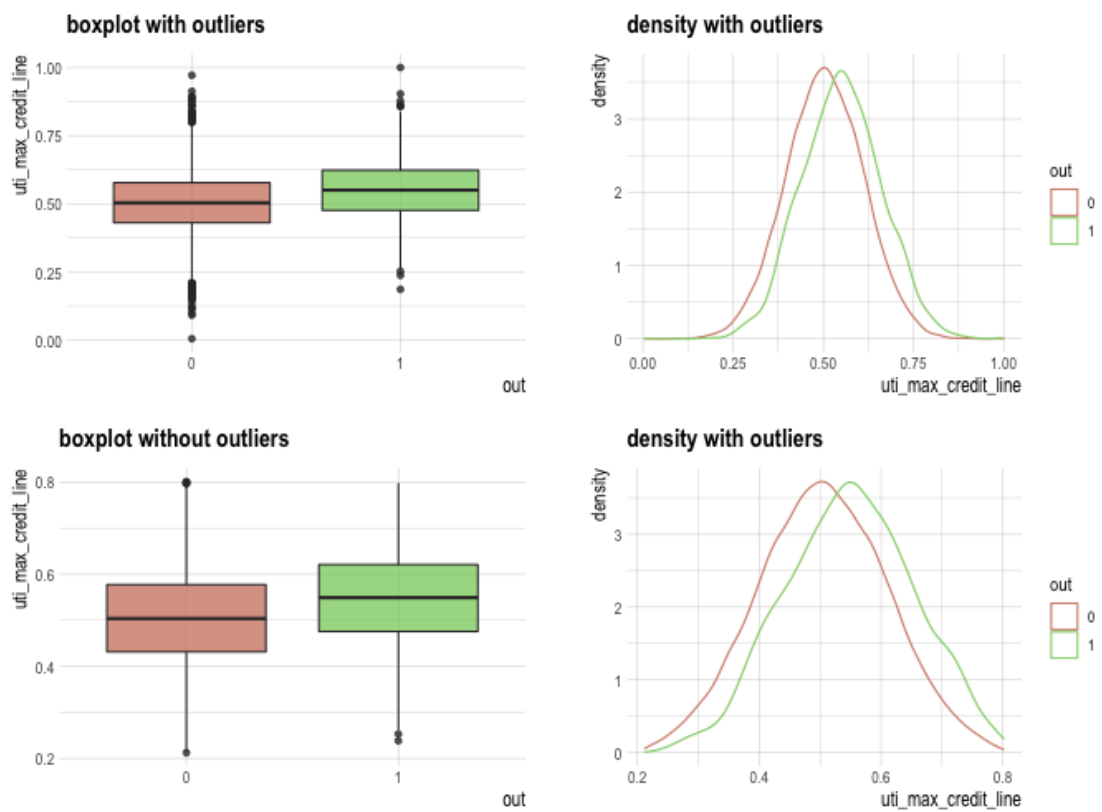 boxplot with outliers
uti_max_credit_line
1.00
0.75
0.50
0.25
0.00
0
1
out
density with outliers
density
3
2
1
0
0.00
0.25
0.50
0.75
1.00
uti_max_credit_line
out
0
1
boxplot without outliers
uti_max_credit_line
0.8
0.6
0.4
0.2
0
1
out
density with outliers
density
3
2
1
0
0.2
0.4
0.6
0.8
uti_max_credit_line
out
0
1